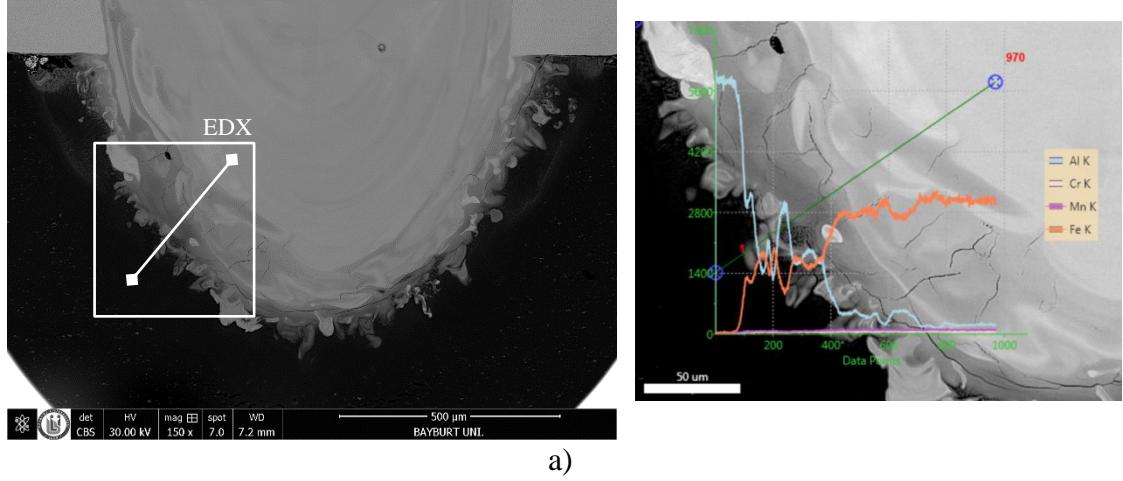 EDX
det HV mag spot WD
CBS 30.00 kV 150 x 7.0 7.2 mm
500 µm
BAYBURT UNI.
970
4200
2800
1400
0
1
200 400 600 800 1000
Data Points
Al K
Cr K
Mn K
Fe K
50 um
a)